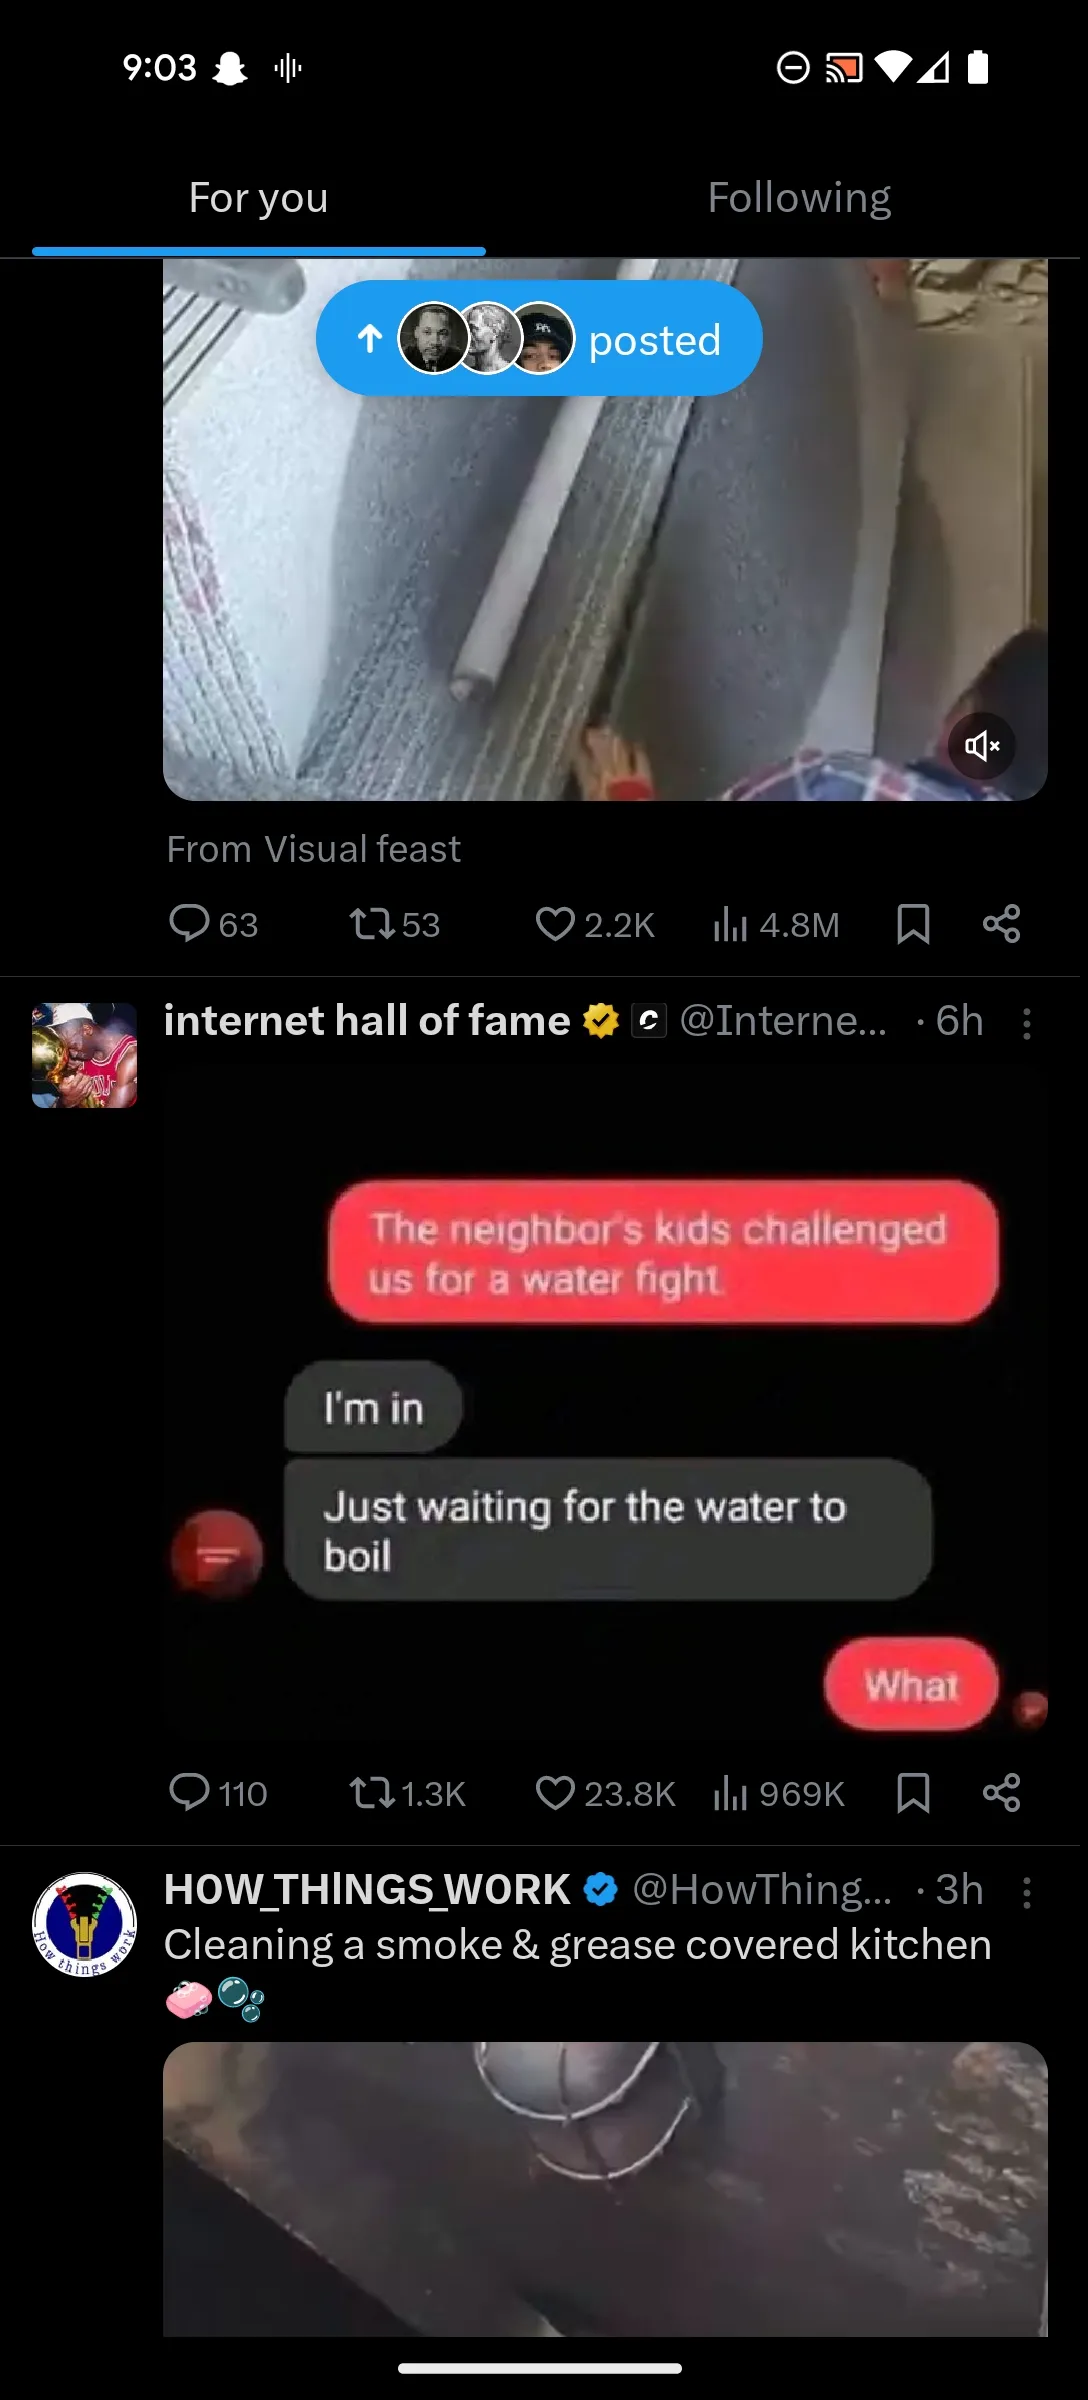 9:03
For you
Following
posted
From Visual feast
63
53
2.2K
4.8M
internet hall of fame @Interne... · 6h
The neighbor's kids challenged
us for a water fight
I'm in
Just waiting for the water to
boil
What
110
1.3K
23.8K
969K
HOW_THINGS_WORK @HowThing... · 3h
How things work
Cleaning a smoke & grease covered kitchen